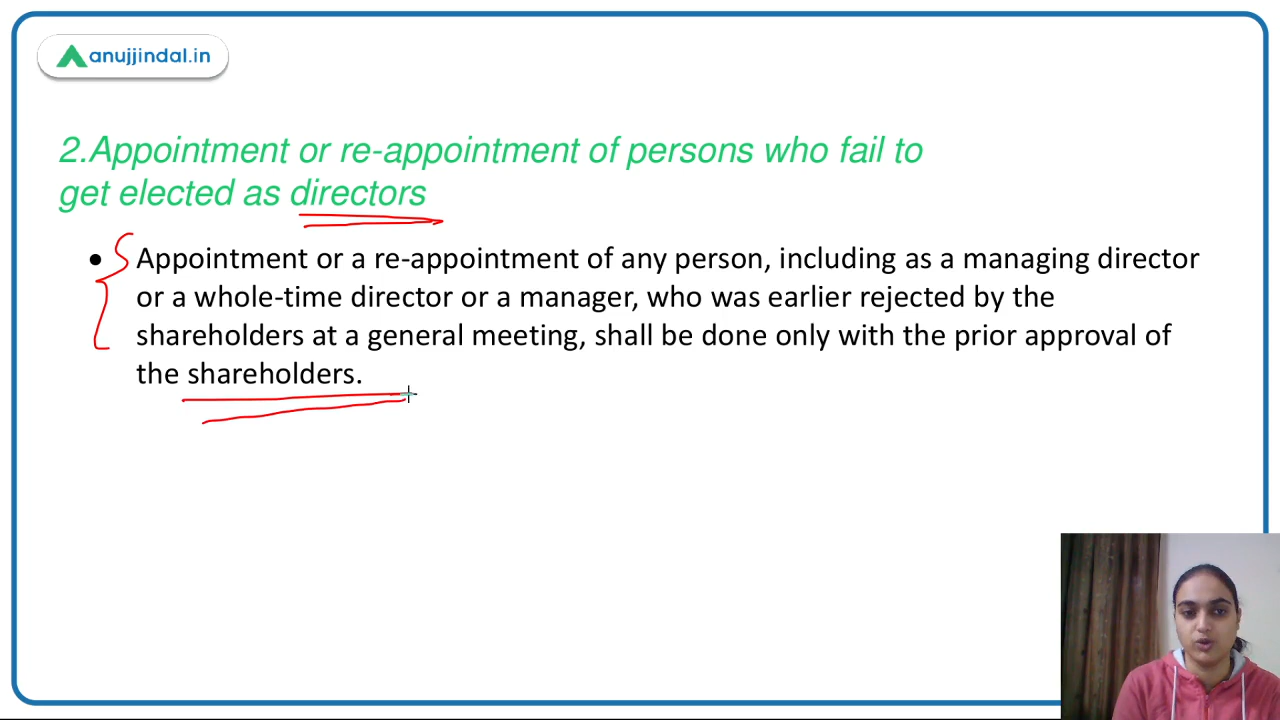 anujjindal.in
2.Appointment or re-appointment of persons who fail to
get elected as directors
• Appointment or a re-appointment of any person, including as a managing director
or a whole-time director or a manager, who was earlier rejected by the
shareholders at a general meeting, shall be done only with the prior approval of
the shareholders.